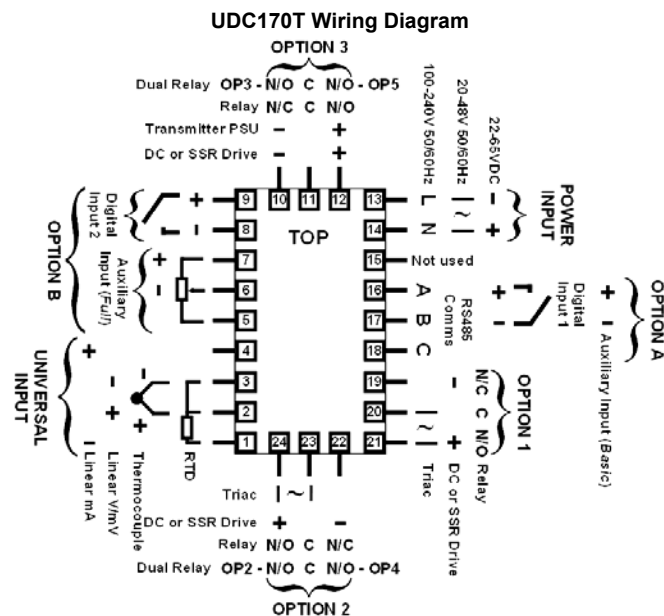 UDC170T Wiring Diagram
OPTION 3
Dual Relay OP3 - N/O C N/O - OP5
Relay N/C C N/O
Transmitter PSU − +
DC or SSR Drive − +
100-240V 50/60Hz
20-48V 50/60Hz
22-65VDC
POWER INPUT
L | −
~
N | +
Digital Input 2
+
−
OPTION B
Auxiliary Input (Full)
+
−
UNIVERSAL INPUT
+
− −
+ +
− Linear mA
Linear V/mV
Thermocouple
RTD
9 10 11 12 13
8 TOP 14
7 15
6 16
5 17
4 18
3 19
2 20
1 24 23 22 21
Not used
A
B
C
RS485 Comms
+
−
Digital Input 1
+
− Auxiliary Input (Basic)
OPTION A
− N/C
| ~ | C
+ N/O
Triac
DC or SSR Drive
Relay
OPTION 1
Triac | ~ |
DC or SSR Drive + −
Relay N/O C N/C
Dual Relay OP2 - N/O C N/O - OP4
OPTION 2